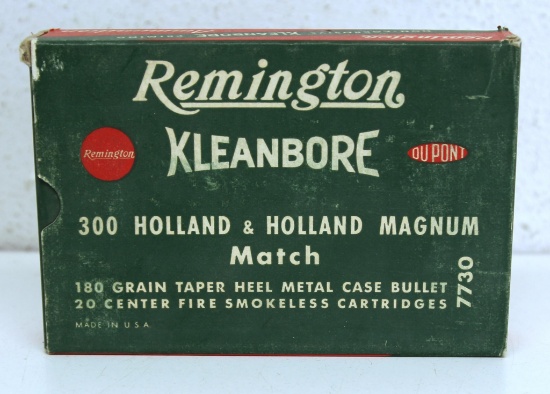 KLEANBORE
Remington
KLEANBORE
Remington
DU PONT
300 HOLLAND & HOLLAND MAGNUM
Match
180 GRAIN TAPER HEEL METAL CASE BULLET
20 CENTER FIRE SMOKELESS CARTRIDGES
7730
MADE IN U.S.A.